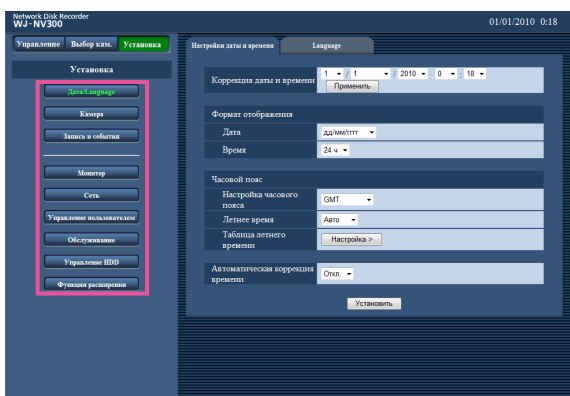 Network Disk Recorder
WJ-NV300
01/01/2010 0:18
Управление Выбор кам. Установка
Установка
Дата/Language
Камера
Запись и события
Монитор
Сеть
Управление пользователем
Обслуживание
Управление HDD
Функция расширения
Настройки даты и времени Language
Коррекция даты и времени 1 / 1 / 2010 0 : 18
Применить
Формат отображения
Дата дд/мм/гггг
Время 24 ч
Часовой пояс
Настройка часового
пояса GMT
Летнее время Авто
Таблица летнего
времени Настройка >
Автоматическая коррекция
времени Откл.
Установить